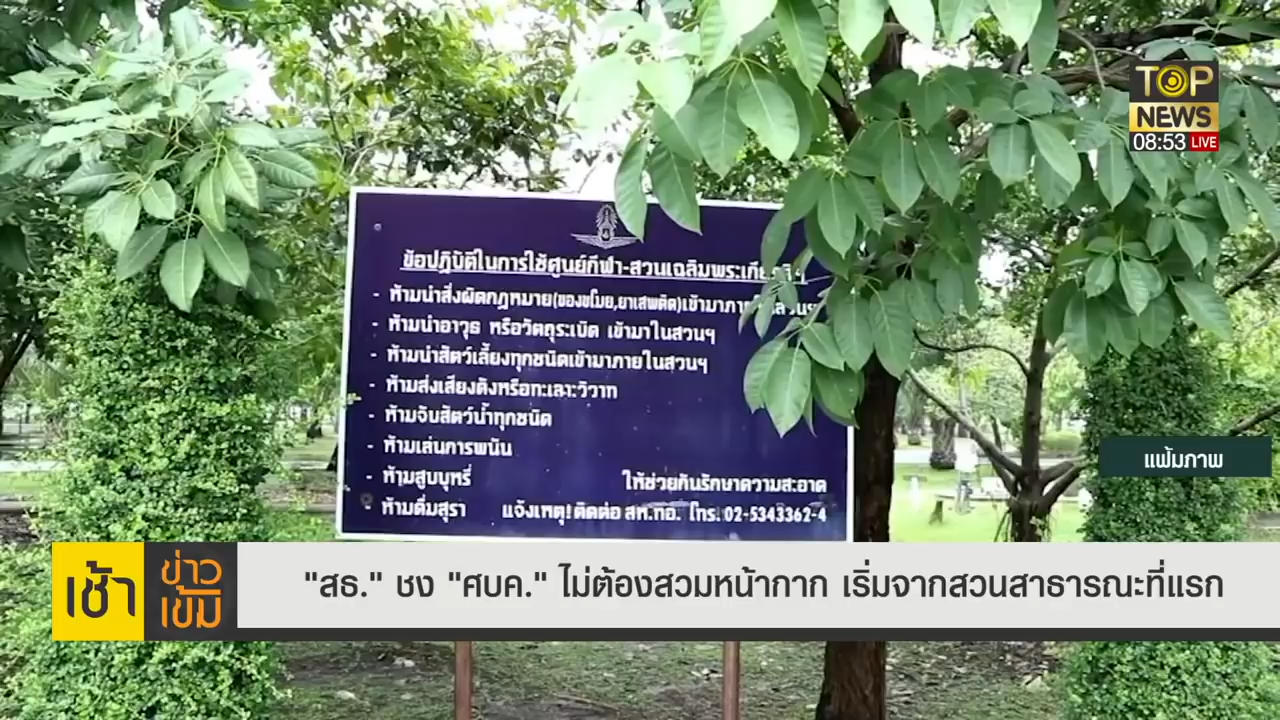 TOP
NEWS
08:53 LIVE
ข้อปฏิบัติในการใช้ศูนย์กีฬา-สวนเฉลิมพระเกียรติฯ
- ห้ามนำสิ่งผิดกฎหมาย(ของขโมย,ยาเสพติด)เข้ามาภายในสวนฯ
- ห้ามนำอาวุธ หรือวัตถุระเบิด เข้ามาในสวนฯ
- ห้ามนำสัตว์เลี้ยงทุกชนิดเข้ามาภายในสวนฯ
- ห้ามส่งเสียงดังหรือทะเลาะวิวาท
- ห้ามจับสัตว์น้ำทุกชนิด
- ห้ามเล่นการพนัน
- ห้ามสูบบุหรี่ ให้ช่วยกันรักษาความสะอาด
- ห้ามดื่มสุรา แจ้งเหตุ! ติดต่อ สห.ทอ. โทร. 02-5343362-4
แฟ้มภาพ
เช้า ข่าวเข้ม
"สธ." ชง "ศบค." ไม่ต้องสวมหน้ากาก เริ่มจากสวนสาธารณะที่แรก